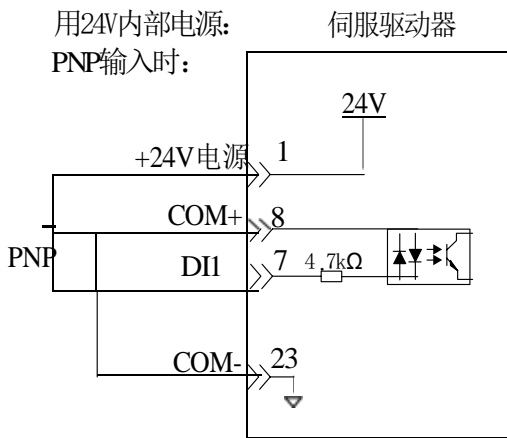 用24V内部电源: 伺服驱动器
PNP输入时:
24V
+24V电源 1
COM+ 8
PNP DI1 7 4.7kΩ
COM- 23